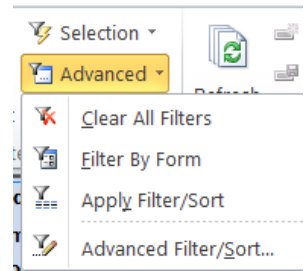 Selection
Advanced
Clear All Filters
Filter By Form
Apply Filter/Sort
Advanced Filter/Sort...